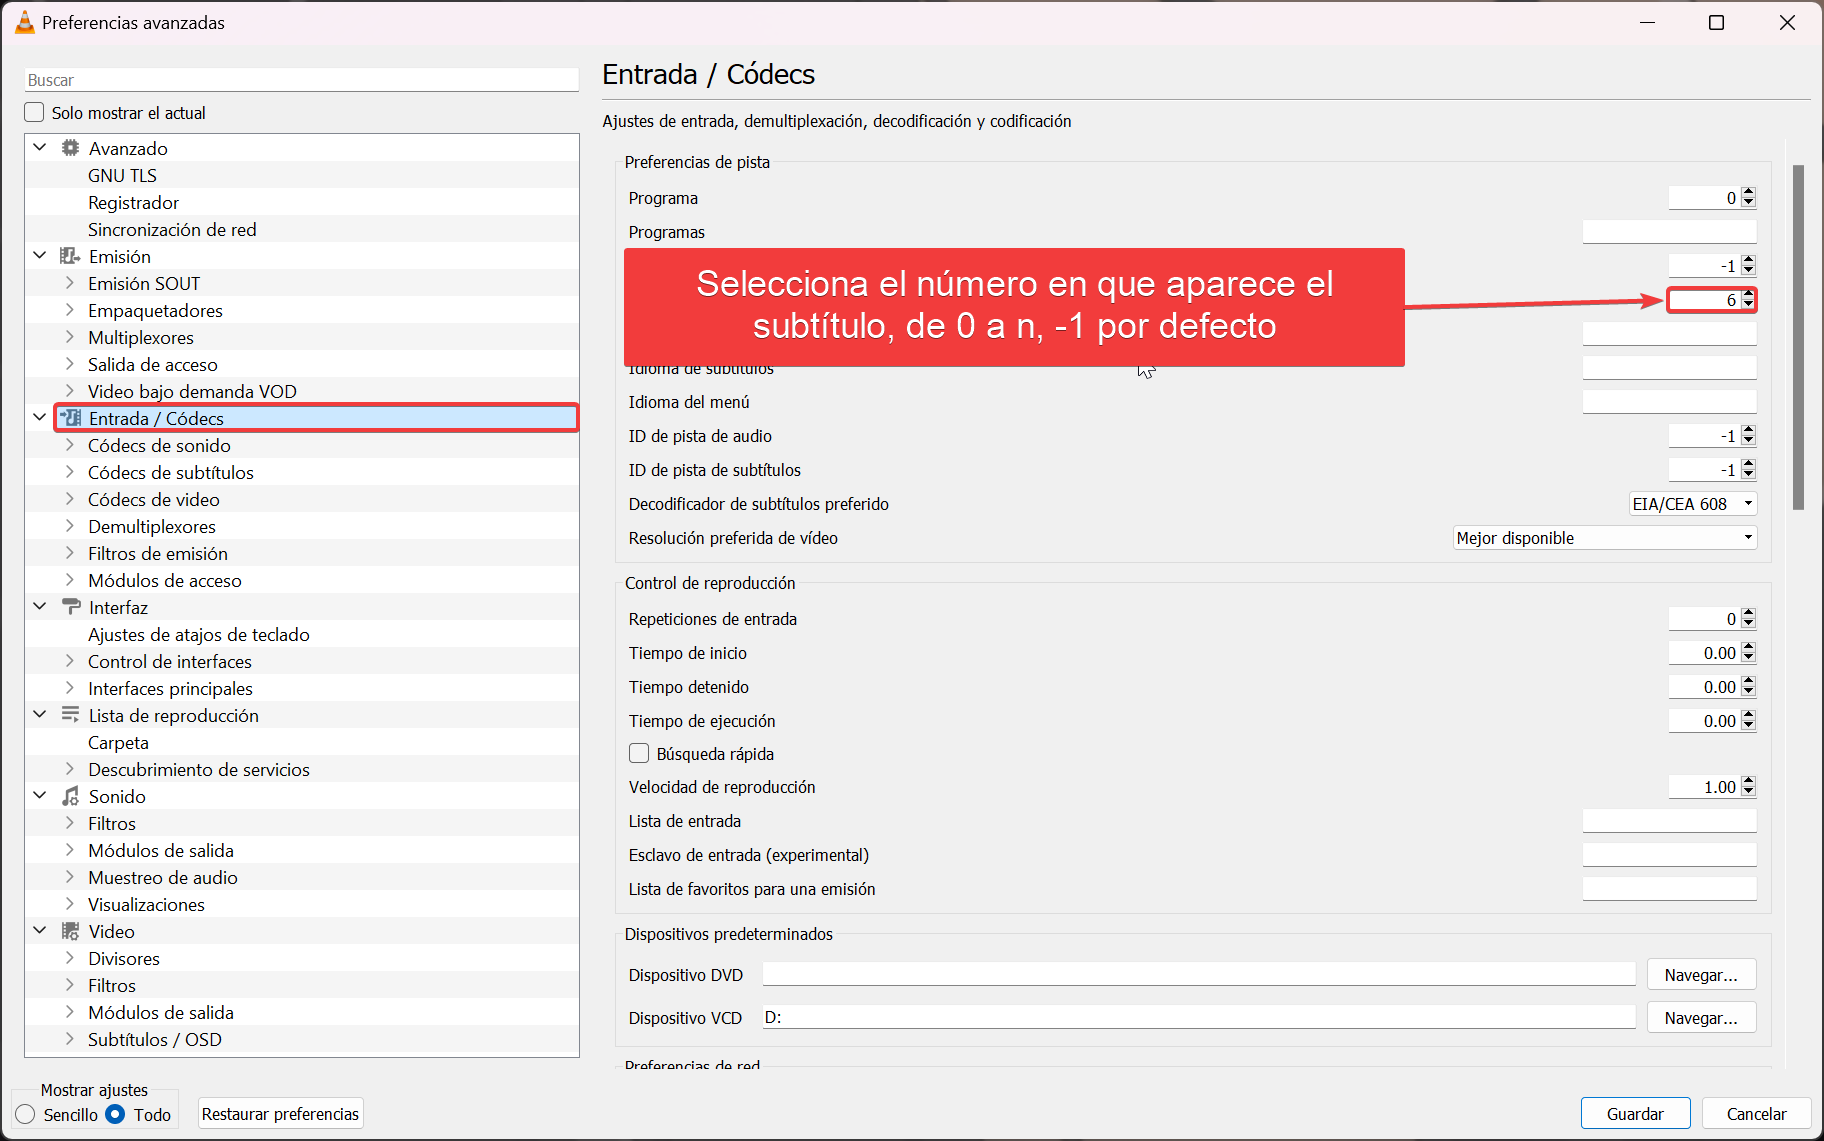 Preferencias avanzadas
Buscar
Solo mostrar el actual
Avanzado
GNU TLS
Registrador
Sincronización de red
Emisión
Emisión SOUT
Empaquetadores
Multiplexores
Salida de acceso
Video bajo demanda VOD
Entrada / Códecs
Códecs de sonido
Códecs de subtítulos
Códecs de video
Demultiplexores
Filtros de emisión
Módulos de acceso
Interfaz
Ajustes de atajos de teclado
Control de interfaces
Interfaces principales
Lista de reproducción
Carpeta
Descubrimiento de servicios
Sonido
Filtros
Módulos de salida
Muestreo de audio
Visualizaciones
Video
Divisores
Filtros
Módulos de salida
Subtítulos / OSD
Mostrar ajustes
Sencillo Todo
Restaurar preferencias
Entrada / Códecs
Ajustes de entrada, demultiplexación, decodificación y codificación
Preferencias de pista
Programa 0
Programas
-1
Selecciona el número en que aparece el
subtítulo, de 0 a n, -1 por defecto
6
Idioma de subtítulos
Idioma del menú
ID de pista de audio -1
ID de pista de subtítulos -1
Decodificador de subtítulos preferido EIA/CEA 608
Resolución preferida de vídeo Mejor disponible
Control de reproducción
Repeticiones de entrada 0
Tiempo de inicio 0.00
Tiempo detenido 0.00
Tiempo de ejecución 0.00
Búsqueda rápida
Velocidad de reproducción 1.00
Lista de entrada
Esclavo de entrada (experimental)
Lista de favoritos para una emisión
Dispositivos predeterminados
Dispositivo DVD Navegar...
Dispositivo VCD D: Navegar...
Preferencias de red
Guardar Cancelar